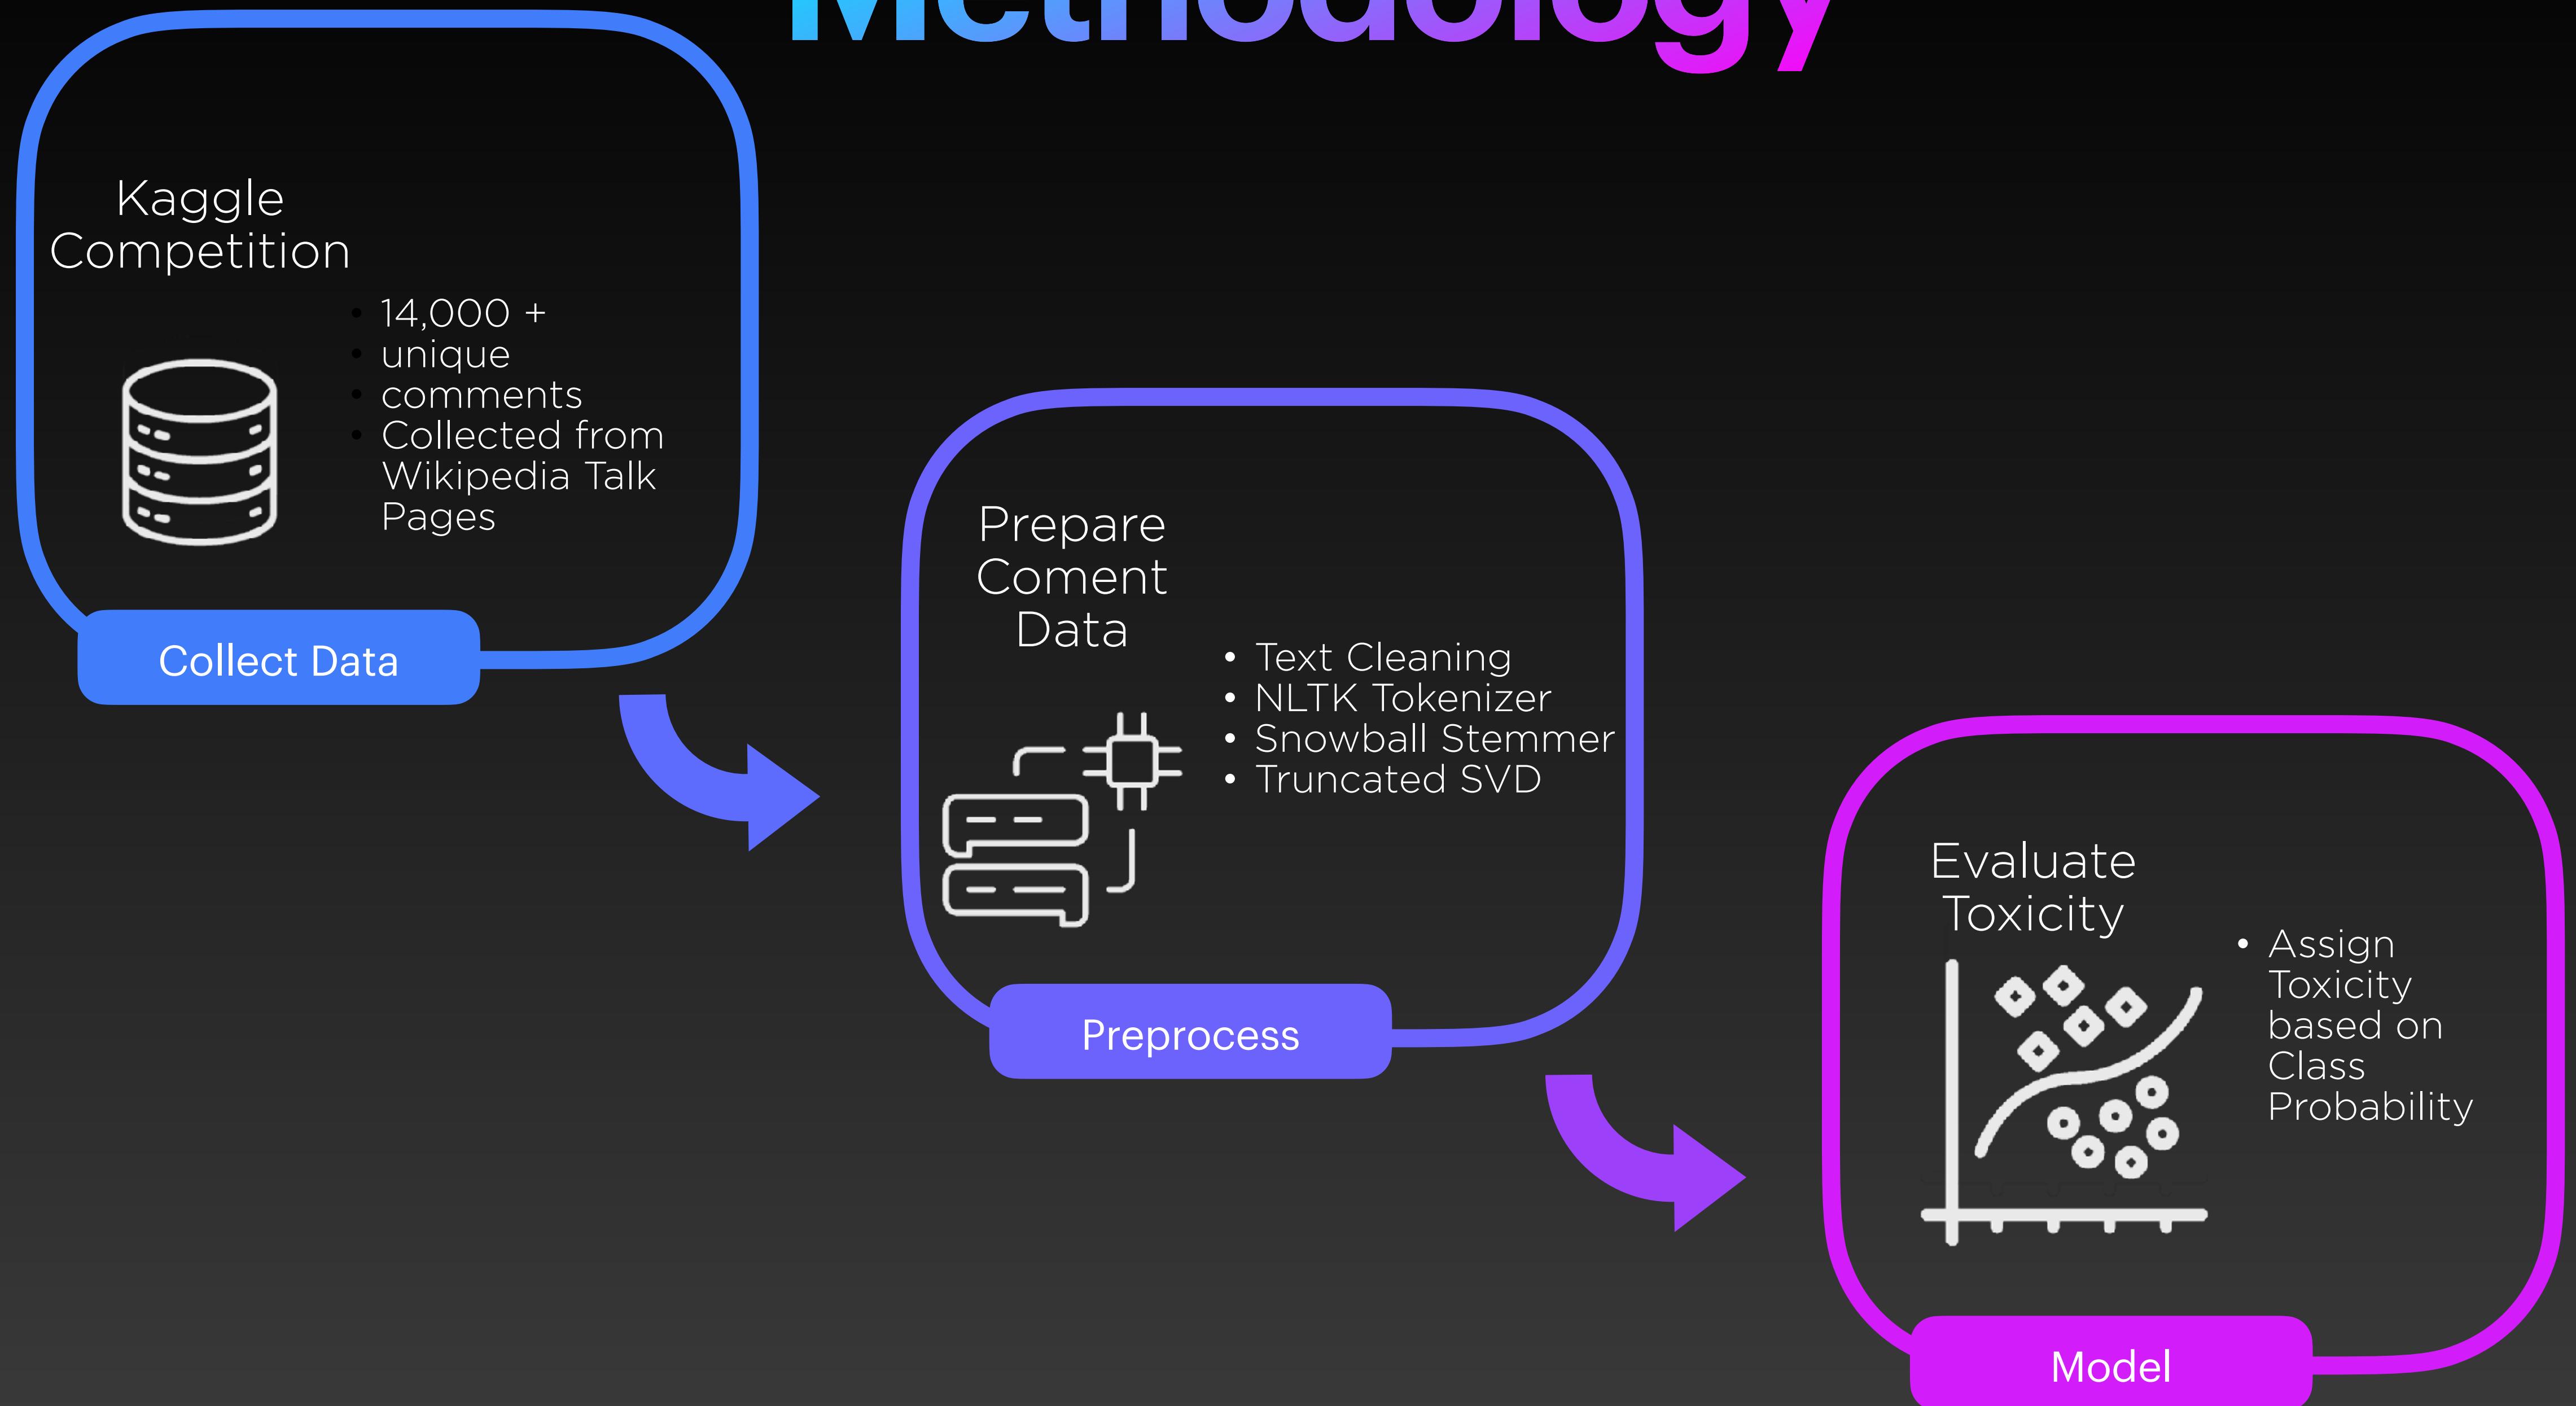 Methodology
Kaggle
Competition
• 14,000 +
• unique
• comments
• Collected from
Wikipedia Talk
Pages
Collect Data
Prepare
Coment
Data
• Text Cleaning
• NLTK Tokenizer
• Snowball Stemmer
• Truncated SVD
Preprocess
Evaluate
Toxicity
• Assign
Toxicity
based on
Class
Probability
Model